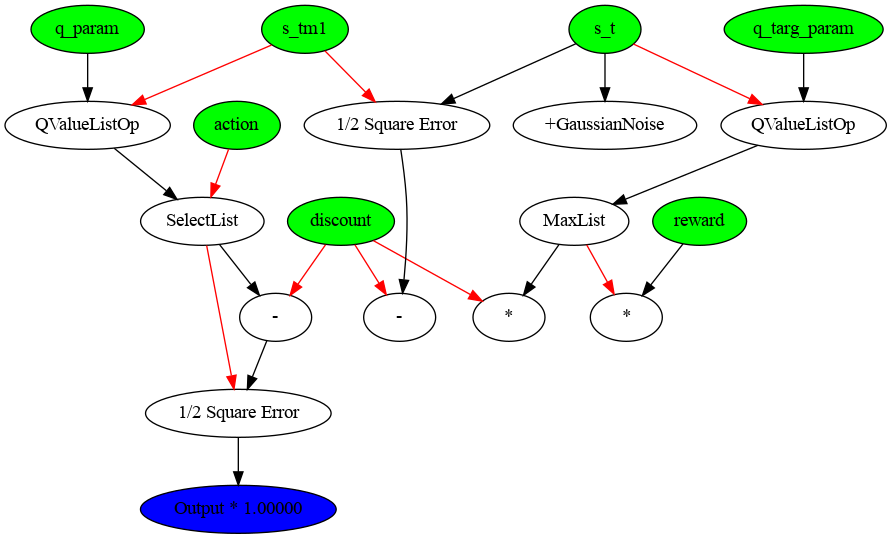 q_param
s_tm1
s_t
q_targ_param
QValueListOp
action
1/2 Square Error
+GaussianNoise
QValueListOp
SelectList
discount
MaxList
reward
-
-
*
*
1/2 Square Error
Output * 1.00000